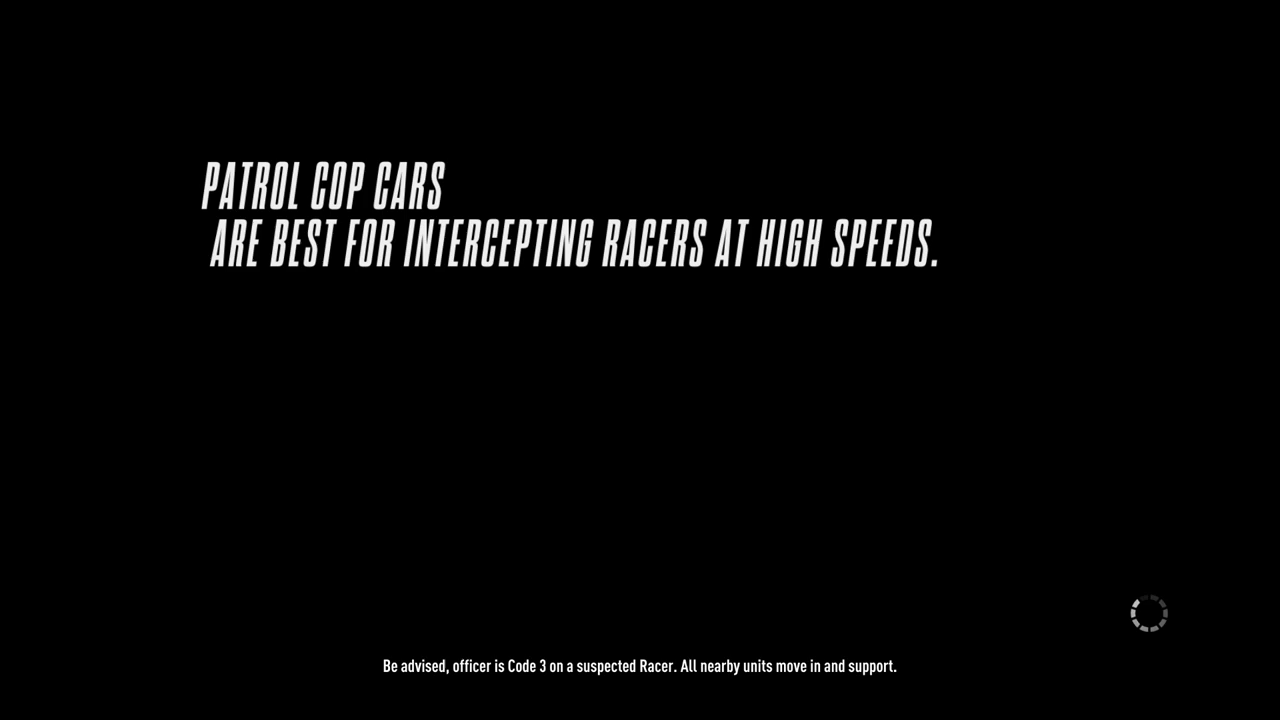 PATROL COP CARS
ARE BEST FOR INTERCEPTING RACERS AT HIGH SPEEDS.
Be advised, officer is Code 3 on a suspected Racer. All nearby units move in and support.